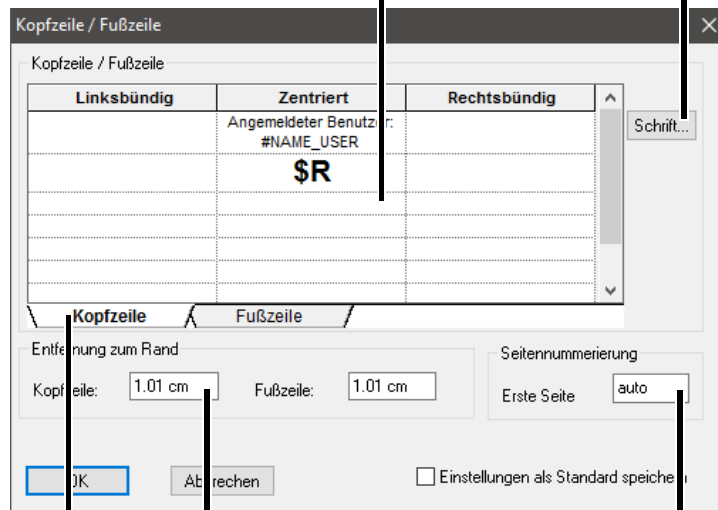 Kopfzeile / Fußzeile
Kopfzeile / Fußzeile
Linksbündig Zentriert Rechtsbündig
Angemeldeter Benutzer:
#NAME_USER
Schrift...
$R
Kopfzeile Fußzeile
Entfernung zum Rand
Seitennummerierung
Kopfzeile: 1.01 cm Fußzeile: 1.01 cm
Erste Seite auto
OK Abbrechen Einstellungen als Standard speichern